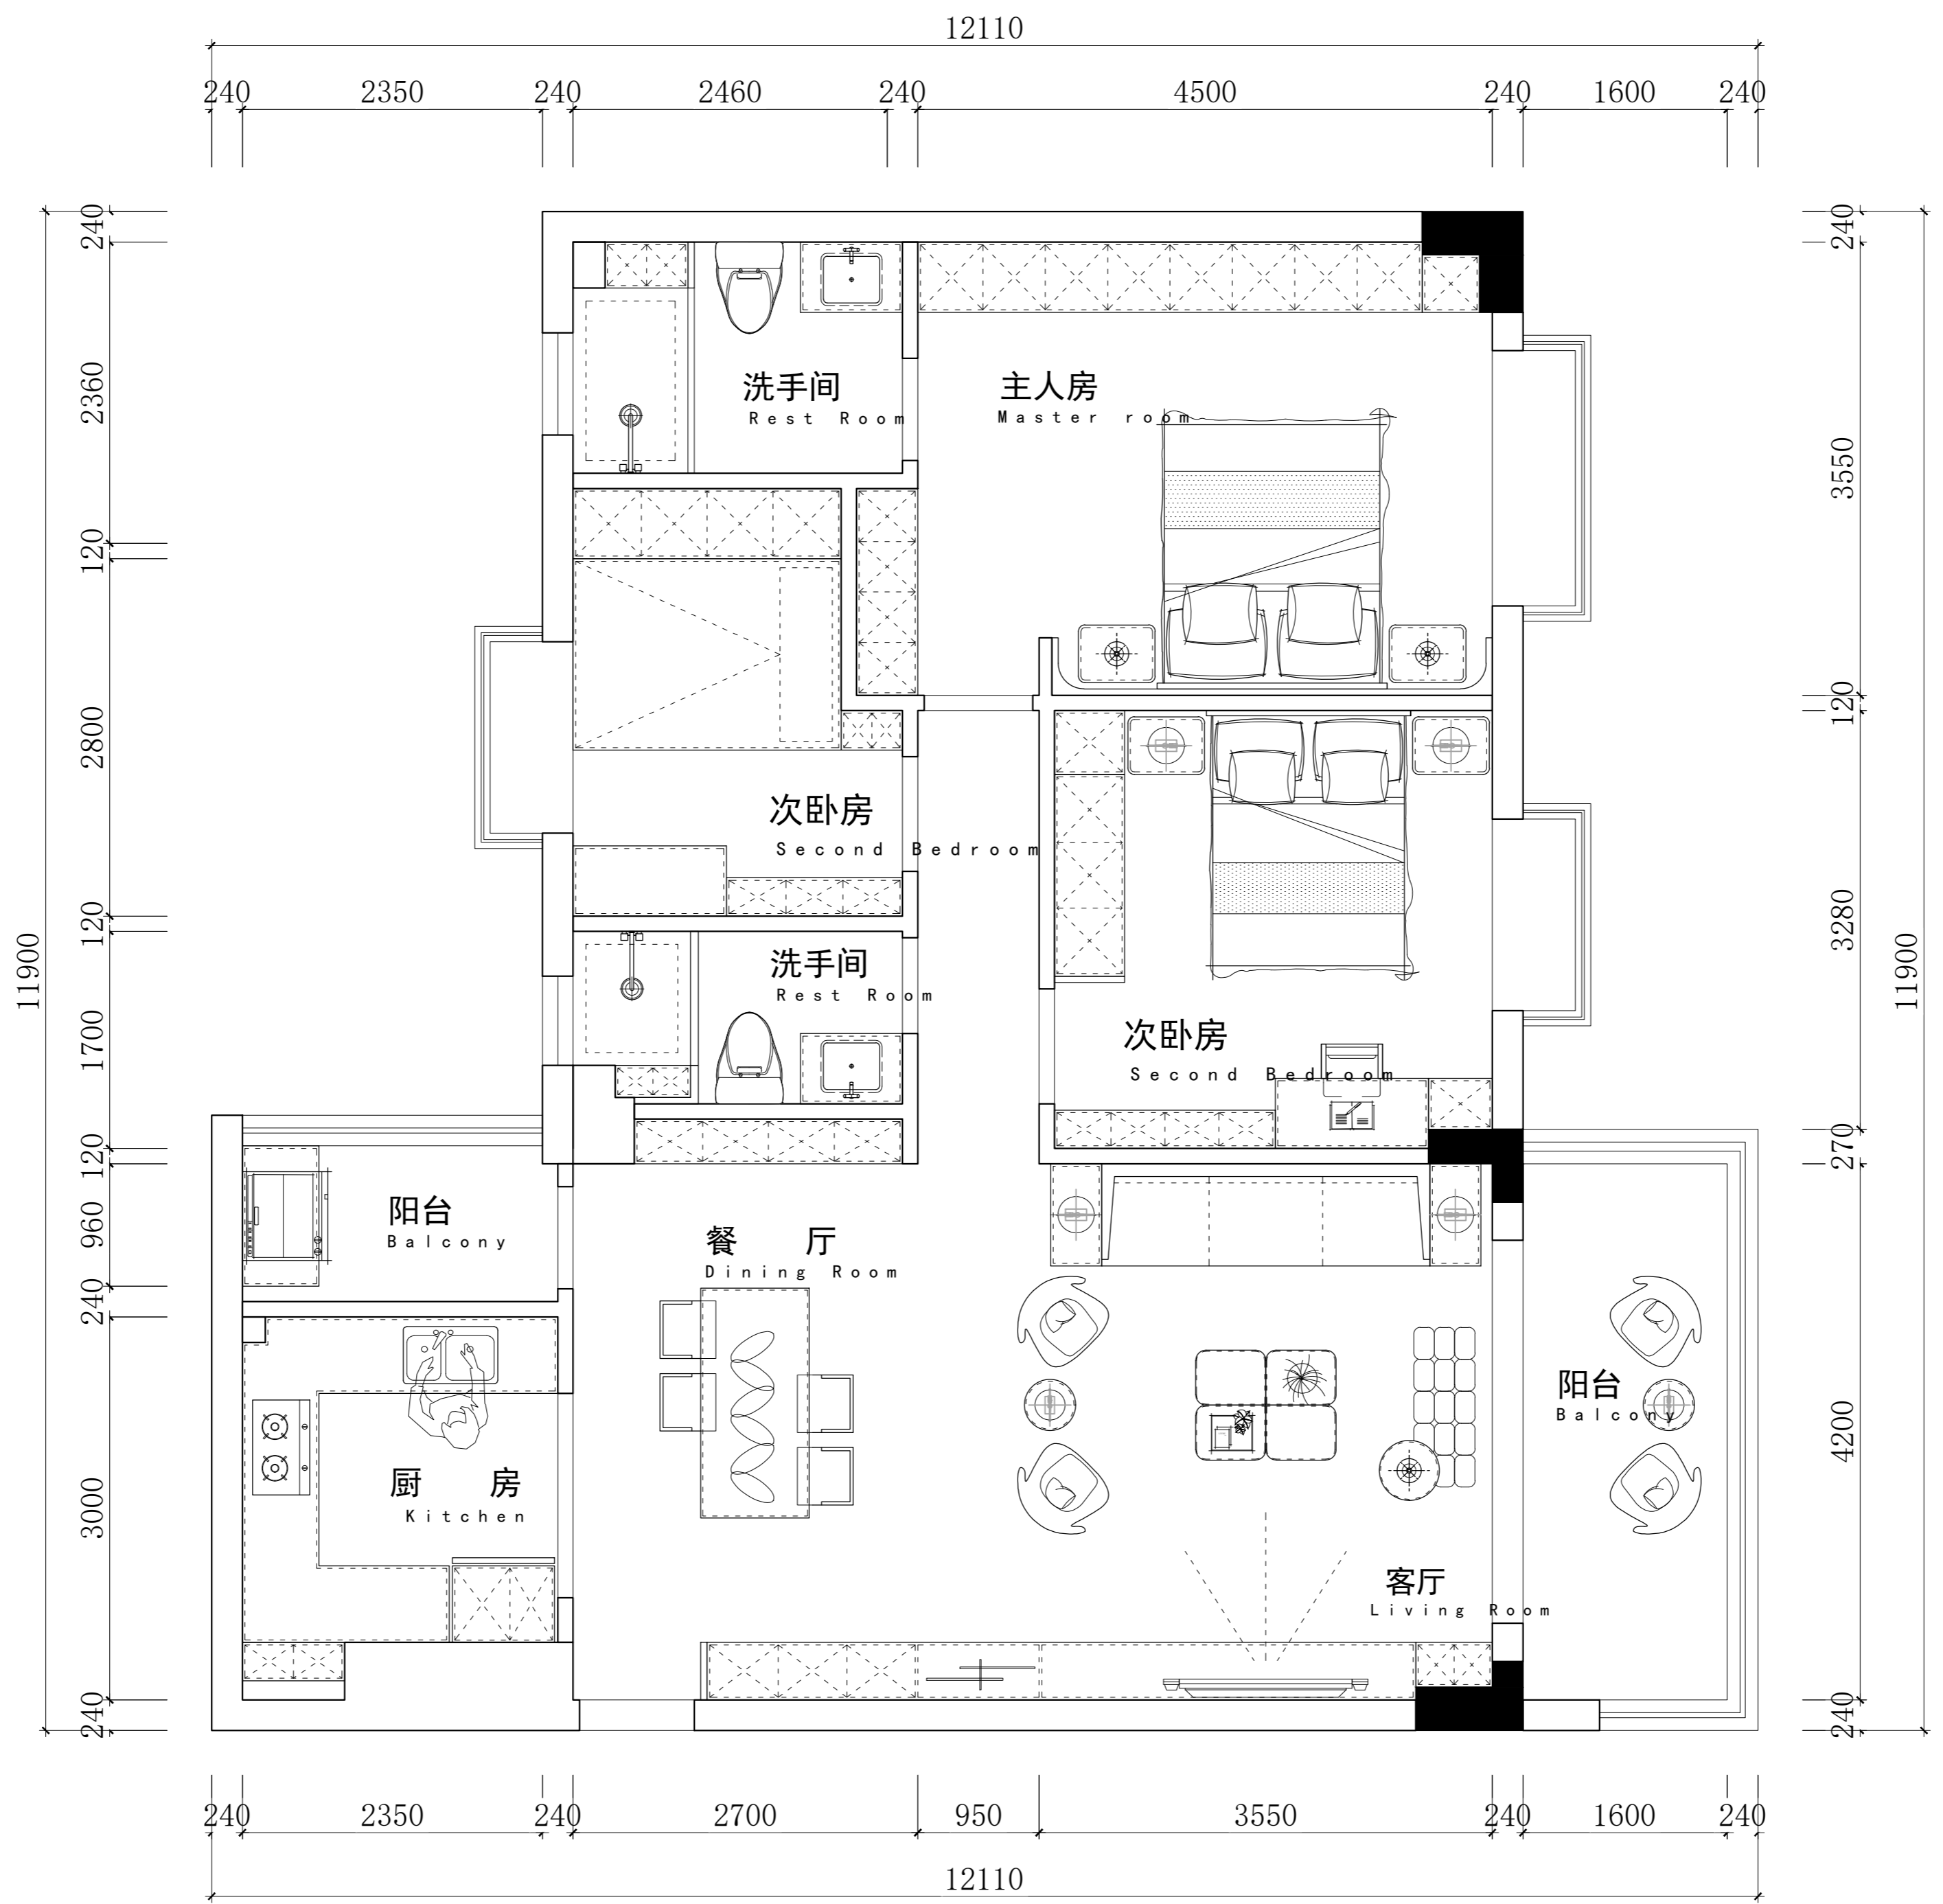 12110
240 2350 240 2460 240 4500 240 1600 240
240
2360
120
2800
120
1700
120
960
240
3000
240
11900
洗手间
Rest Room
主人房
Master room
次卧房
Second Bedroom
洗手间
Rest Room
次卧房
Second Bedroom
阳台
Balcony
餐 厅
Dining Room
阳台
Balcony
厨 房
Kitchen
客厅
Living Room
240
3550
120
3280
270
4200
240
11900
240 2350 240 2700 950 3550 240 1600 240
12110